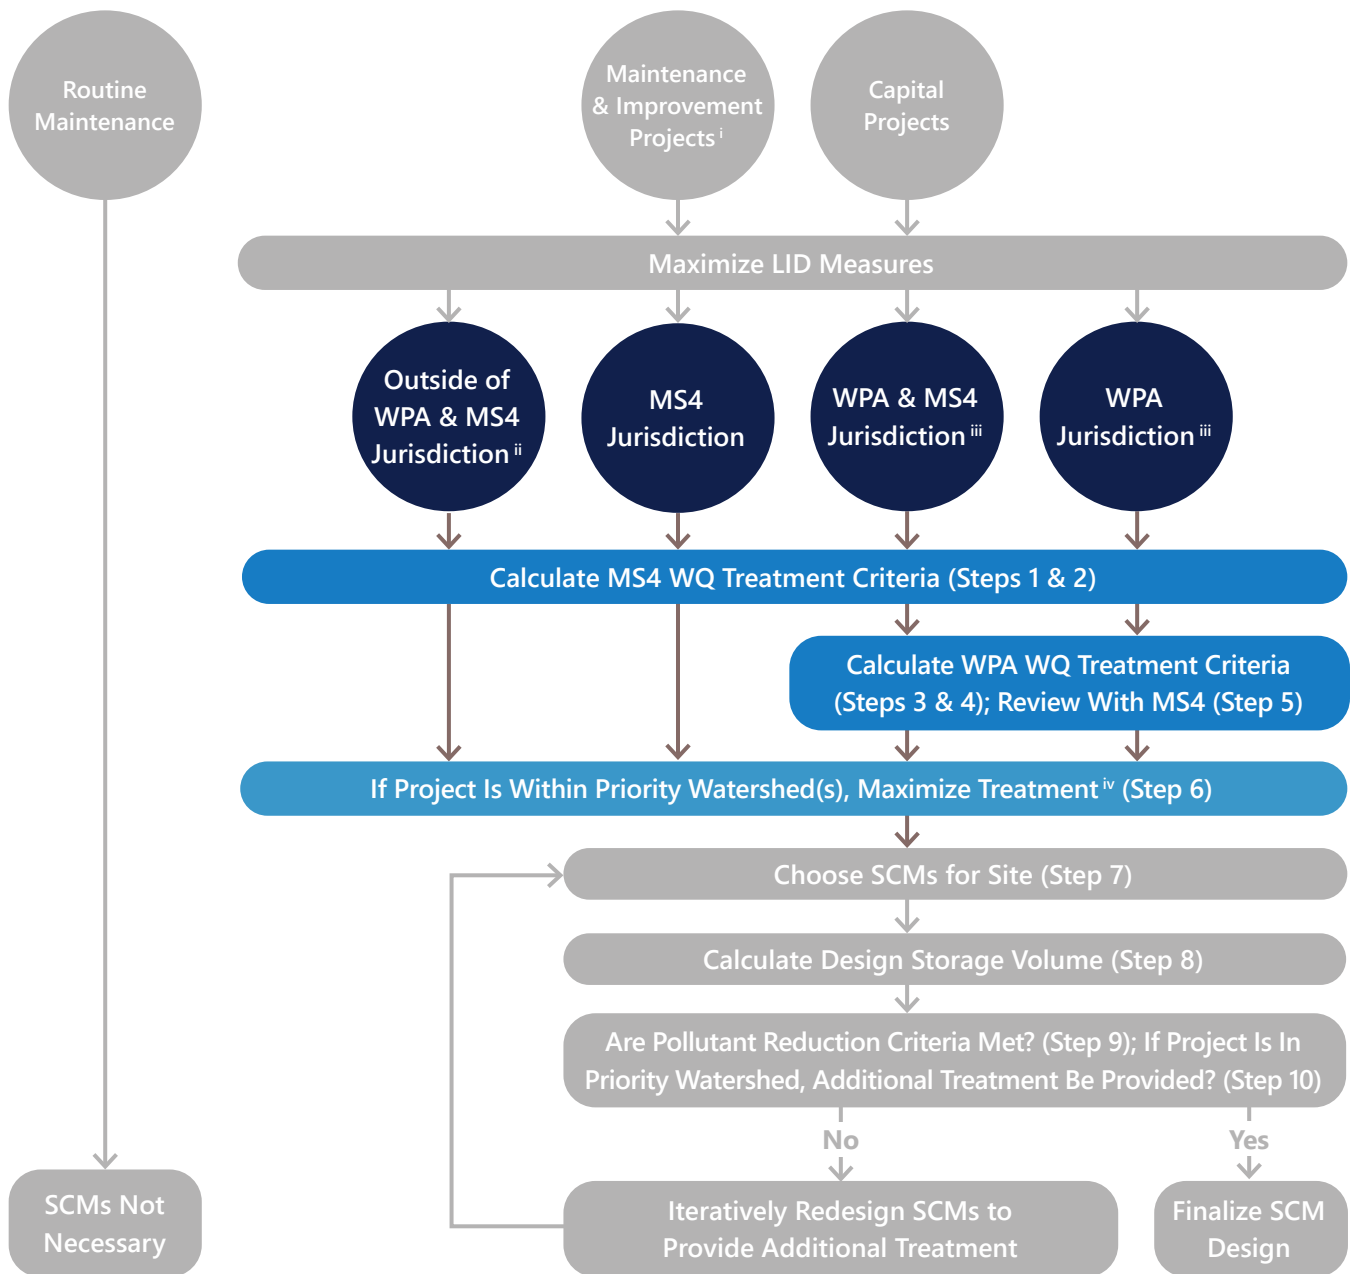 Routine
Maintenance
Maintenance
& Improvement
Projects i
Capital
Projects
Maximize LID Measures
Outside of
WPA & MS4
Jurisdiction ii
MS4
Jurisdiction
WPA & MS4
Jurisdiction iii
WPA
Jurisdiction iii
Calculate MS4 WQ Treatment Criteria (Steps 1 & 2)
Calculate WPA WQ Treatment Criteria
(Steps 3 & 4); Review With MS4 (Step 5)
If Project Is Within Priority Watershed(s), Maximize Treatment iv (Step 6)
Choose SCMs for Site (Step 7)
Calculate Design Storage Volume (Step 8)
Are Pollutant Reduction Criteria Met? (Step 9); If Project Is In
Priority Watershed, Additional Treatment Be Provided? (Step 10)
No
Yes
SCMs Not
Necessary
Iteratively Redesign SCMs to
Provide Additional Treatment
Finalize SCM
Design